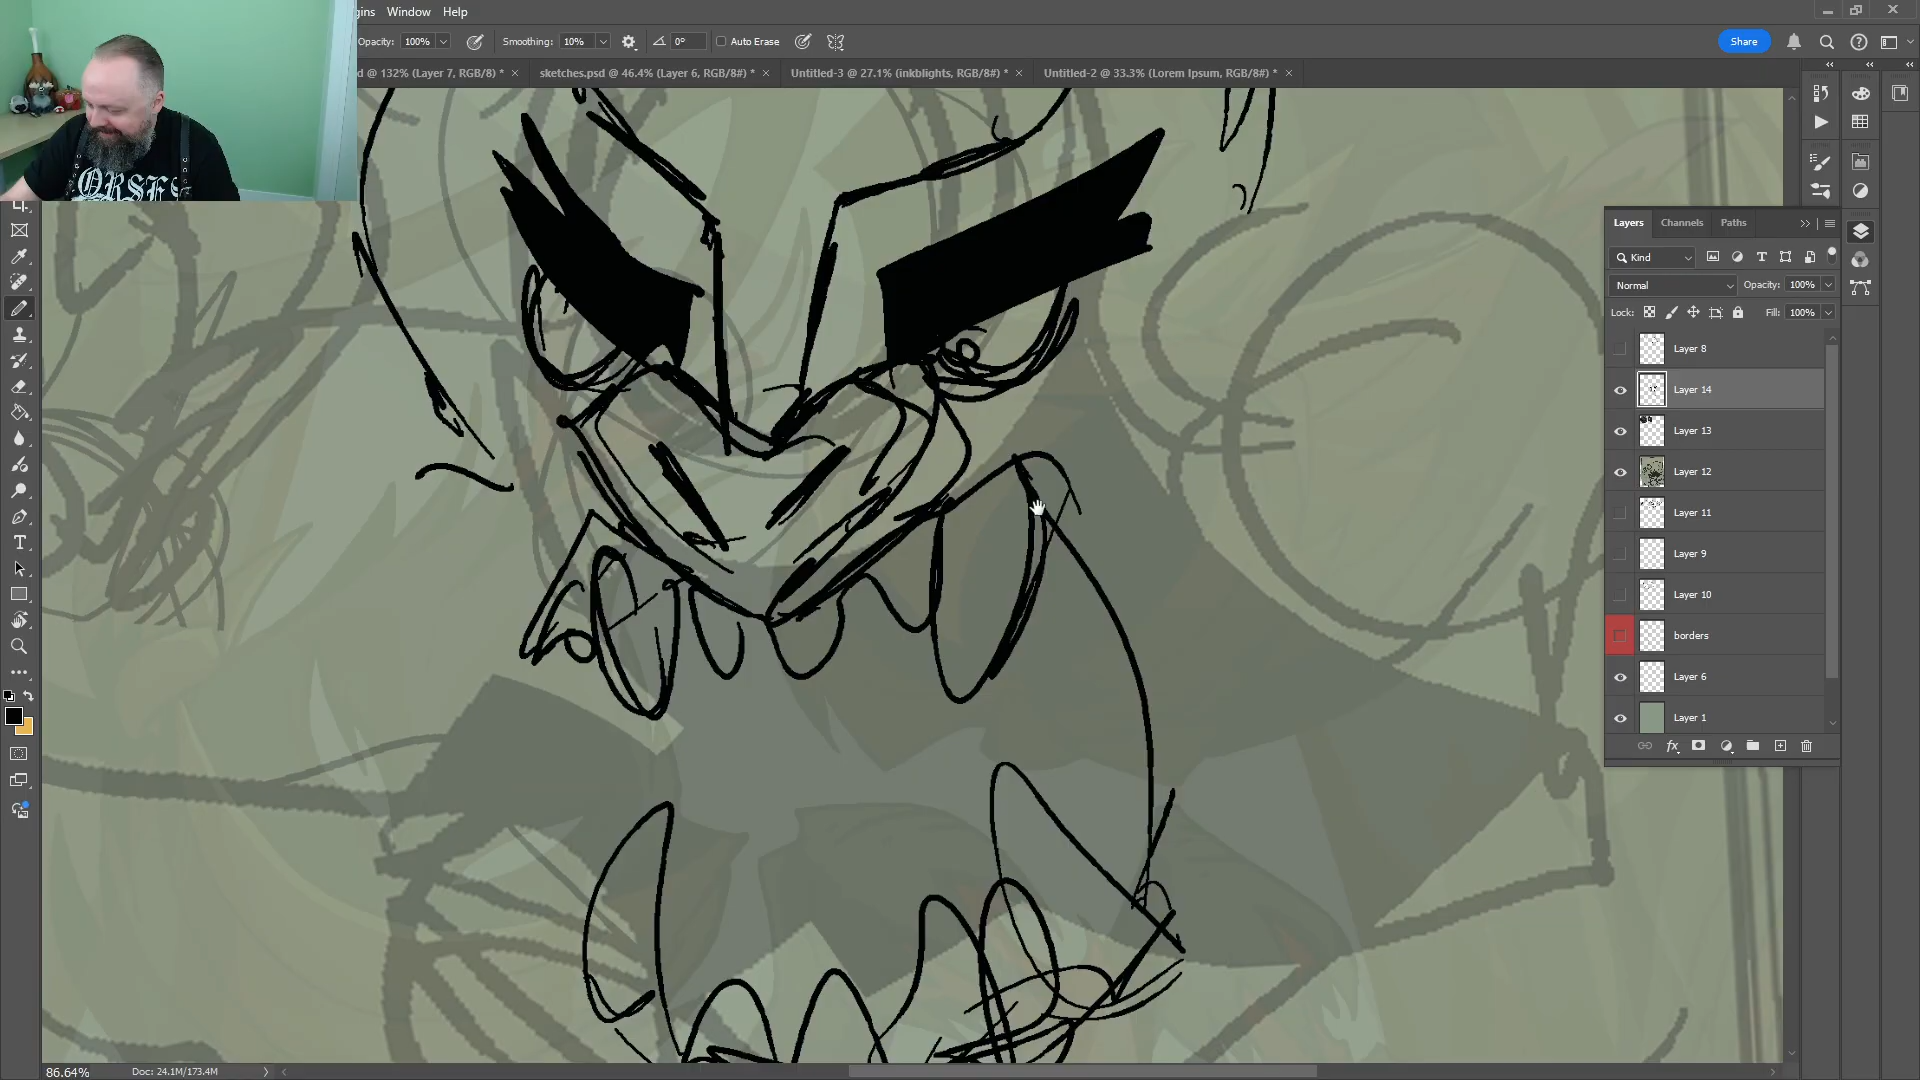 gins Window Help
Opacity: 100% Smoothing: 10% 0° Auto Erase Share
d @ 132% (Layer 7, RGB/8) * × sketches.psd @ 46.4% (Layer 6, RGB/8#) * × Untitled-3 @ 27.1% (inkblights, RGB/8#) * × Untitled-2 @ 33.3% (Lorem Ipsum, RGB/8#) * ×
Layers Channels Paths
Kind
Normal Opacity: 100%
Lock: Fill: 100%
Layer 8
Layer 14
Layer 13
Layer 12
Layer 11
Layer 9
Layer 10
borders
Layer 6
Layer 1
fx
86.64% Doc: 24.1M/173.4M